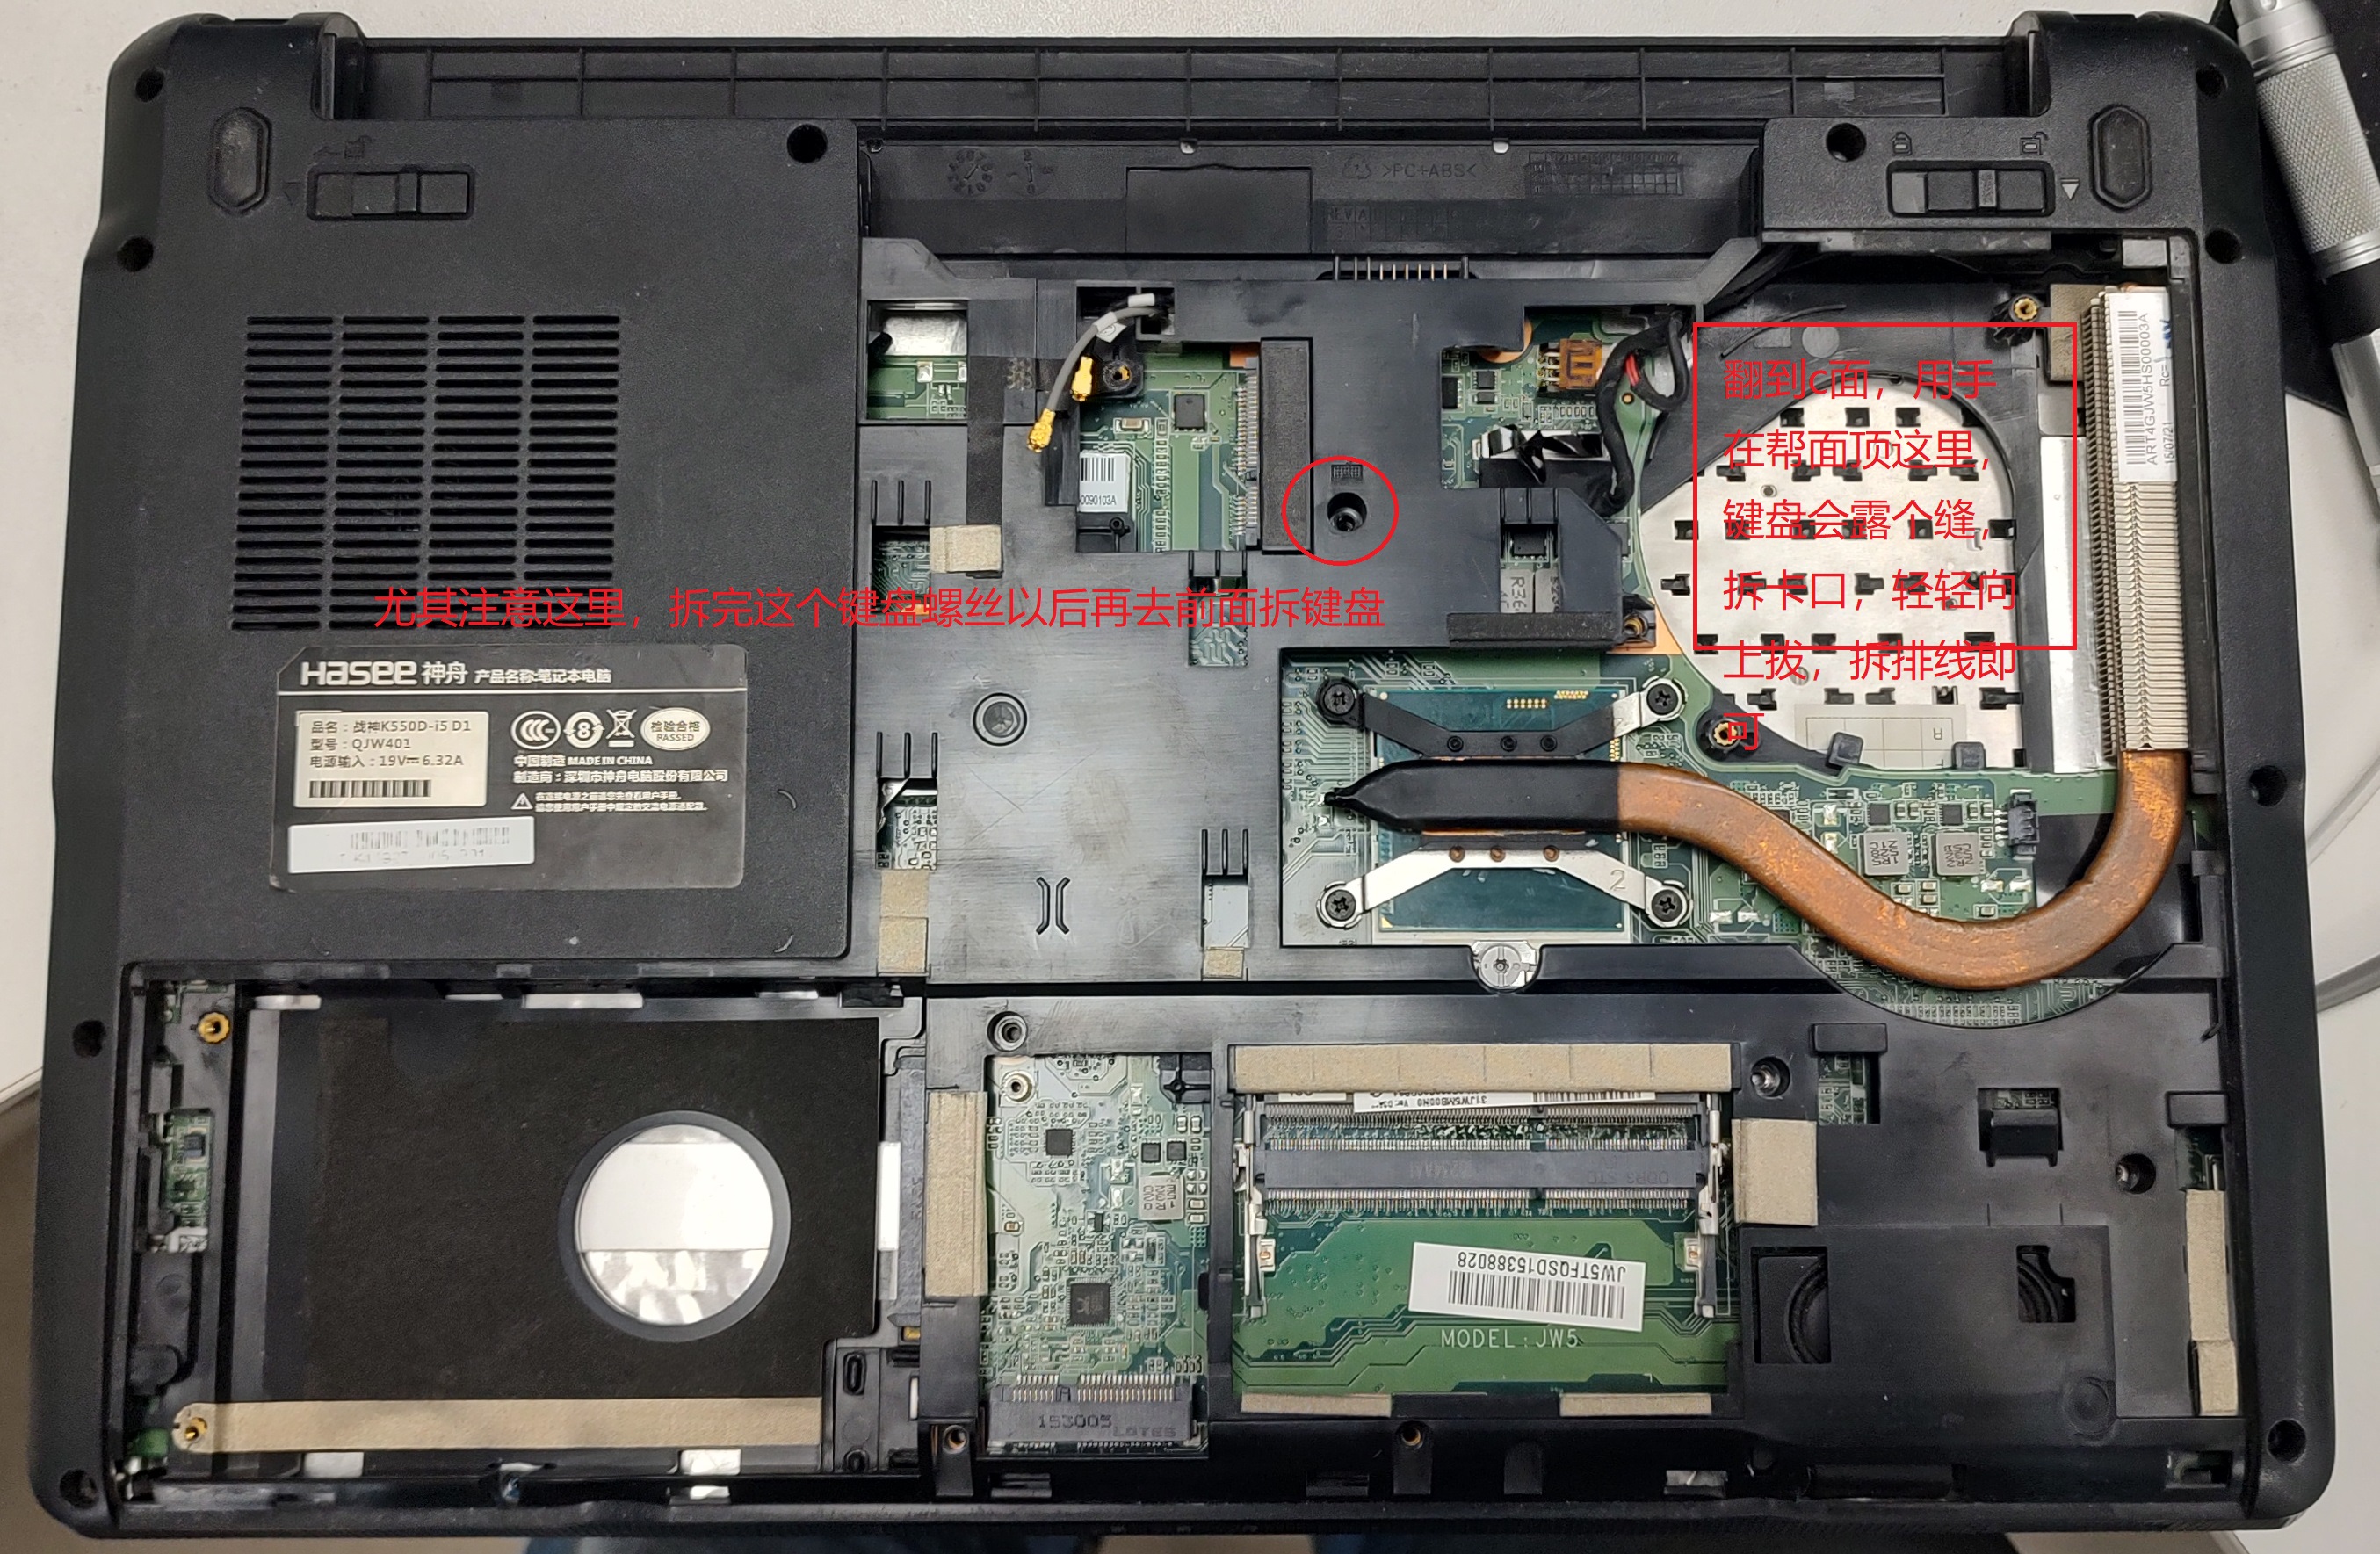 >PC+ABS<
ART4GJW5HS00003A
150721
翻到c面，用手
在帮面顶这里，
键盘会露个缝，
拆卡口，轻轻向
上拔，拆排线即
可
尤其注意这里，拆完这个键盘螺丝以后再去前面拆键盘
Hasee 神舟 产品名称:笔记本电脑
品名：战神K550D-i5 D1
型号：QJW401
电源输入：19V⎓6.32A
检验合格
PASSED
中国制造 MADE IN CHINA
制造商：深圳市神舟电脑股份有限公司
2
31JW5MB00N0
JW5TFQSD15388028
MODEL:JW5
153005
LOTES